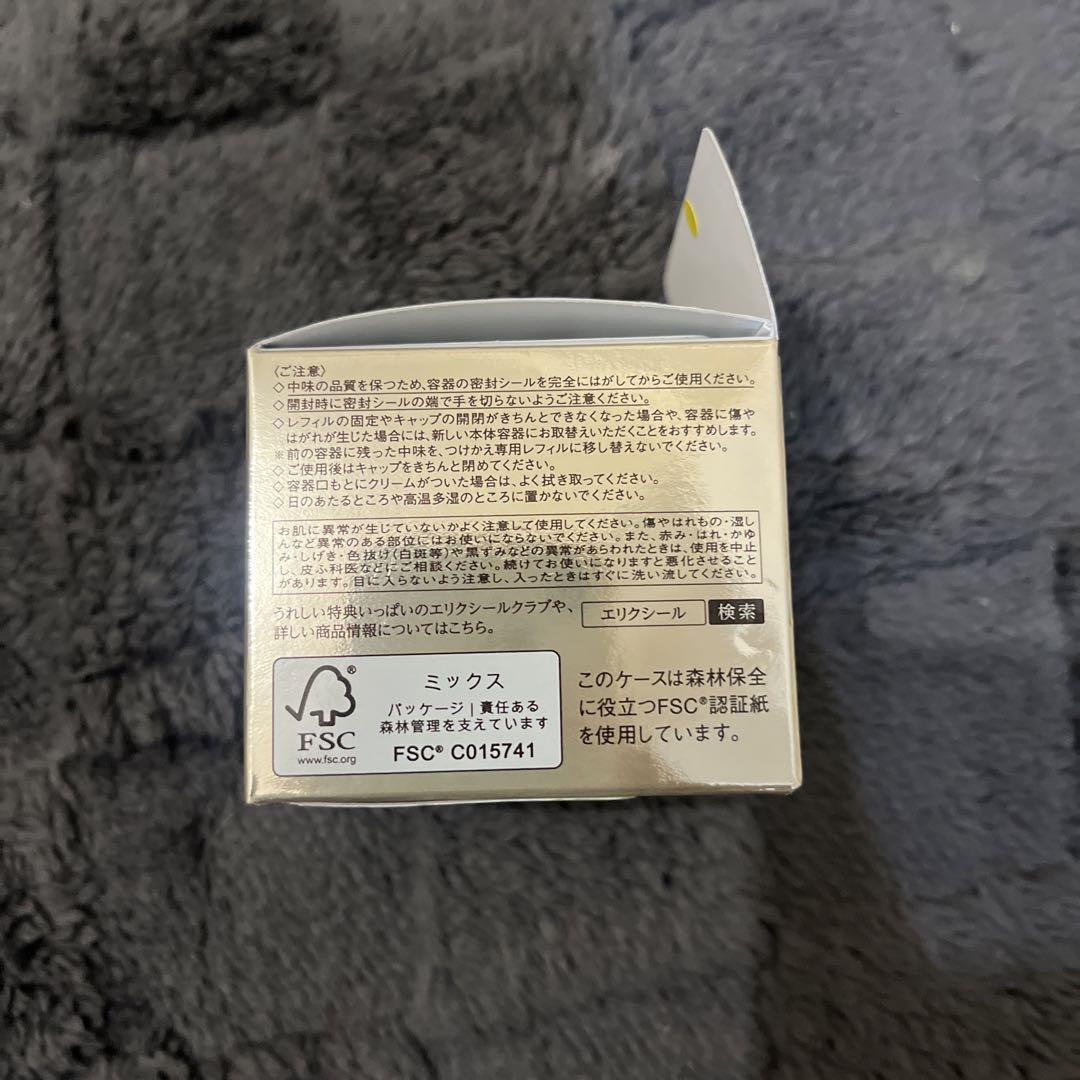 〈ご注意〉
◇中味の品質を保つため、容器の密封シールを完全にはがしてからご使用ください。
◇開封時に密封シールの端で手を切らないようご注意ください。
◇レフィルの固定やキャップの開閉がきちんとできなくなった場合や、容器に傷や
はがれが生じた場合には、新しい本体容器にお取替えいただくことをおすすめします。
※前の容器に残った中味を、つけかえ専用レフィルに移し替えないでください。
◇ご使用後はキャップをきちんと閉めてください。
◇容器口もとにクリームがついた場合は、よく拭き取ってください。
◇日のあたるところや高温多湿のところに置かないでください。
お肌に異常が生じていないかよく注意して使用してください。傷やはれもの・湿し
んなど異常のある部位にはお使いにならないでください。また、赤み・はれ・かゆ
み・しげき・色抜け(白斑等)や黒ずみなどの異常があらわれたときは、使用を中止
し、皮ふ科医などにご相談ください。続けてお使いになりますと悪化させること
があります。目に入らないよう注意し、入ったときはすぐに洗い流してください。
うれしい特典いっぱいのエリクシールクラブや、
詳しい商品情報についてはこちら。
エリクシール 検索
®
FSC
www.fsc.org
ミックス
パッケージ|責任ある
森林管理を支えています
FSC® C015741
このケースは森林保全
に役立つFSC®認証紙
を使用しています。